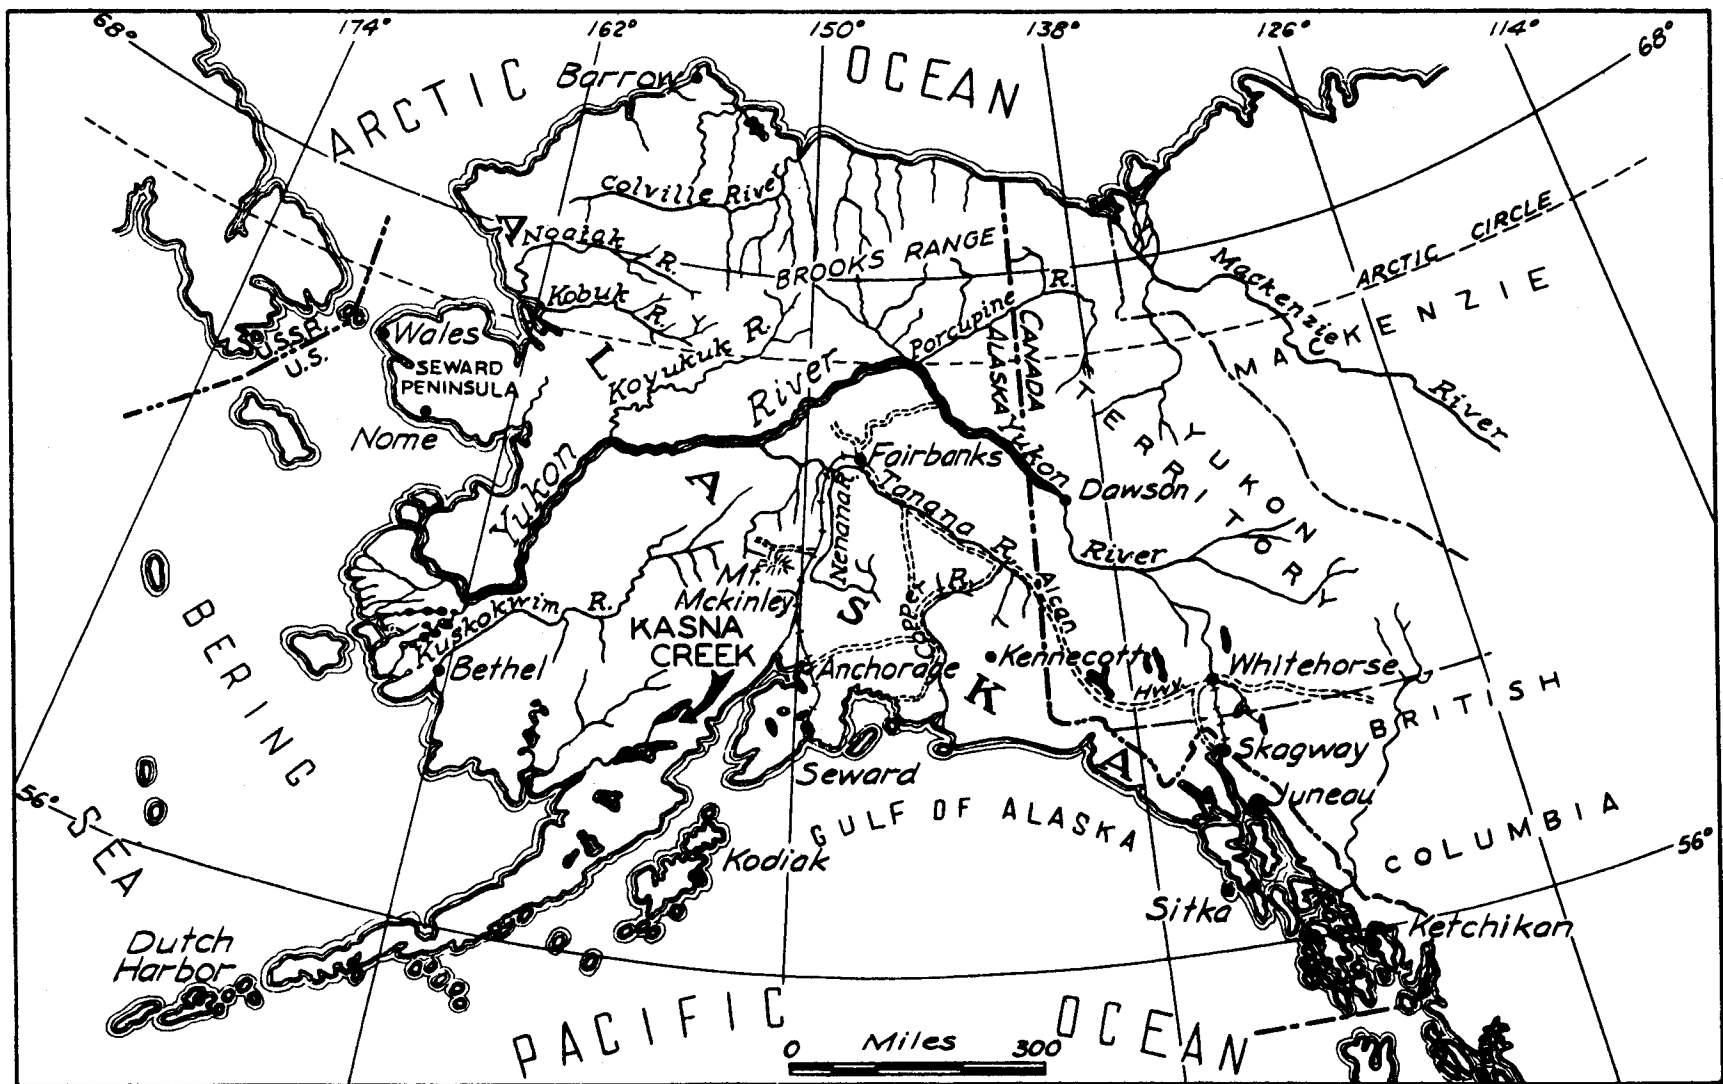 68° 174° 162° 150° 138° 126° 114° 68°
ARCTIC OCEAN
Barrow
Colville River
Noatak R.
BROOKS RANGE
ARCTIC CIRCLE
Kobuk R.
Mackenzie River
MACKENZIE
Porcupine R.
U.S.S.R.
U.S.
Wales
SEWARD
PENINSULA
Nome
Koyukuk R.
CANADA
ALASKA
Yukon River
Yukon
Fairbanks
Dawson
YUKON
TERRITORY
ALASKA
Tanana R.
Nenana R.
River
Alcan
Hwy.
Copper R.
Mt.
Mckinley
Kuskokwim R.
KASNA
CREEK
Bethel
Anchorage
Kennecott
Whitehorse
BRITISH
COLUMBIA
BERING
SEA
Seward
Skagway
Juneau
56°
56°
GULF OF ALASKA
Kodiak
Sitka
Ketchikan
Dutch
Harbor
PACIFIC OCEAN
0 Miles 300